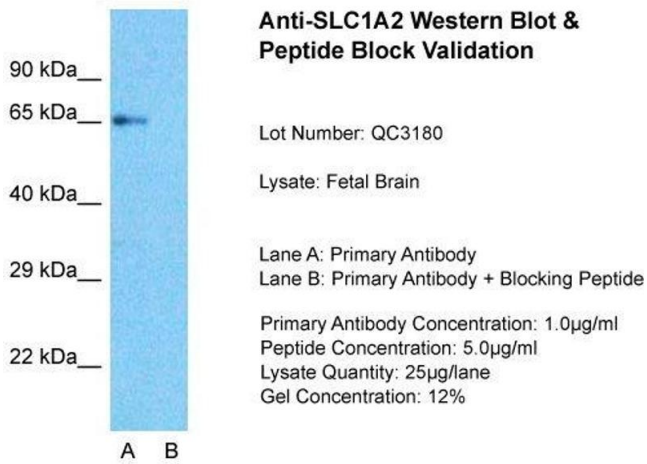 Anti-SLC1A2 Western Blot &
Peptide Block Validation
90 kDa
65 kDa
40 kDa
29 kDa
22 kDa
A B
Lot Number: QC3180
Lysate: Fetal Brain
Lane A: Primary Antibody
Lane B: Primary Antibody + Blocking Peptide
Primary Antibody Concentration: 1.0µg/ml
Peptide Concentration: 5.0µg/ml
Lysate Quantity: 25µg/lane
Gel Concentration: 12%